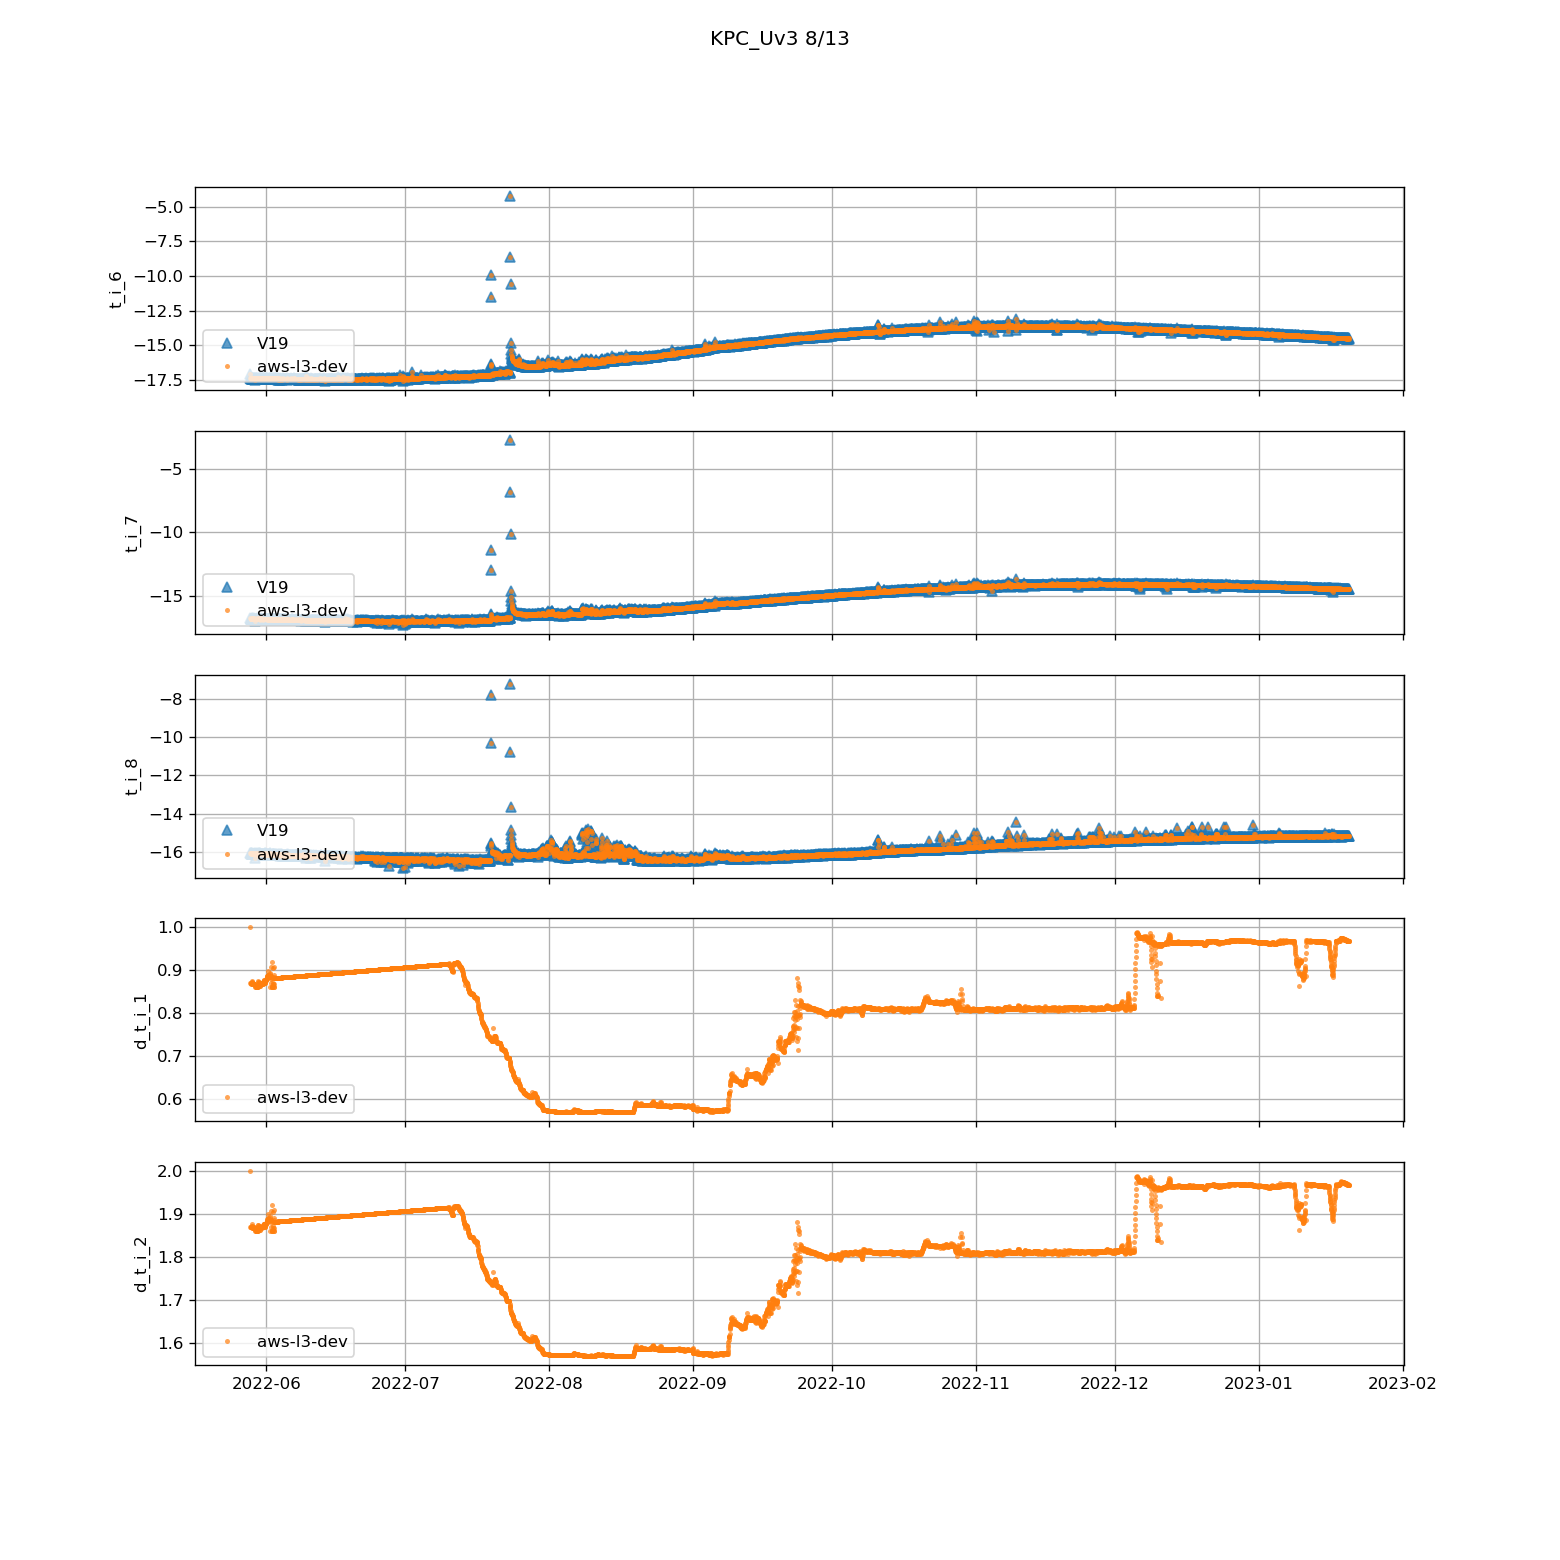 KPC_Uv3 8/13
−5.0
−7.5
−10.0
−12.5
−15.0
−17.5
t_i_6
V19
aws-l3-dev
−5
−10
−15
t_i_7
V19
aws-l3-dev
−8
−10
−12
−14
−16
t_i_8
V19
aws-l3-dev
1.0
0.9
0.8
0.7
0.6
d_t_i_1
aws-l3-dev
2.0
1.9
1.8
1.7
1.6
d_t_i_2
aws-l3-dev
2022-06 2022-07 2022-08 2022-09 2022-10 2022-11 2022-12 2023-01 2023-02